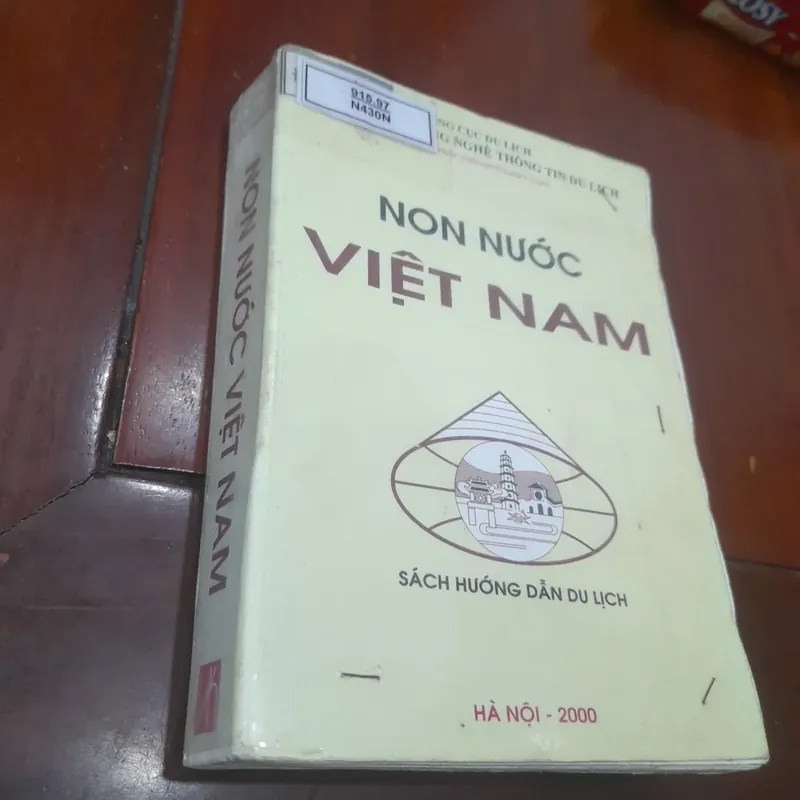 915.97
N430N
CỤC DU LỊCH
NGHỆ THÔNG TIN DU LỊCH
NON NƯỚC
VIỆT NAM
SÁCH HƯỚNG DẪN DU LỊCH
HÀ NỘI - 2000
NON NƯỚC VIỆT NAM
COSY